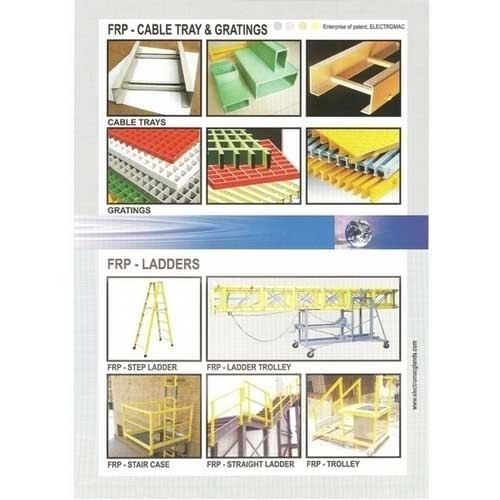 FRP - CABLE TRAY & GRATINGS
Enterprise of patent, ELECTROMAC
CABLE TRAYS
GRATINGS
FRP - LADDERS
FRP - STEP LADDER
FRP - LADDER TROLLEY
FRP - STAIR CASE
FRP - STRAIGHT LADDER
FRP - TROLLEY
www.electromacglands.com